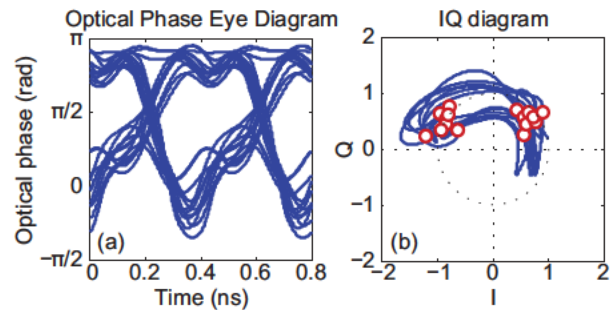 Optical Phase Eye Diagram
π
π/2
0
−π/2
Optical phase (rad)
(a)
0 0.2 0.4 0.6 0.8
Time (ns)
IQ diagram
2
1
0
−1
−2
Q
(b)
−2 −1 0 1 2
I